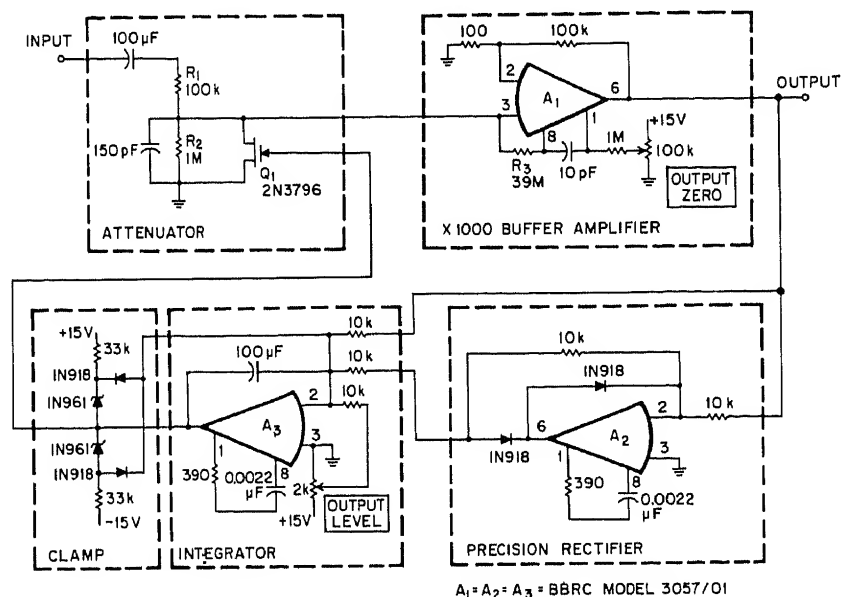 INPUT
100µF
R1
100k
150pF
R2
1M
Q1
2N3796
ATTENUATOR
100
100k
2
3
A1
6
8
1
R3
39M
10pF
1M
+15V
100k
OUTPUT ZERO
OUTPUT
X1000 BUFFER AMPLIFIER
+15V
33k
IN918
IN961
IN961
IN918
33k
-15V
CLAMP
10k
100µF
10k
10k
2
3
A3
1
8
390
0.0022
µF
2k
+15V
OUTPUT
LEVEL
INTEGRATOR
10k
IN918
10k
6
2
A2
IN918
1
3
8
390
0.0022
µF
PRECISION RECTIFIER
A1=A2=A3=BBRC MODEL 3057/01